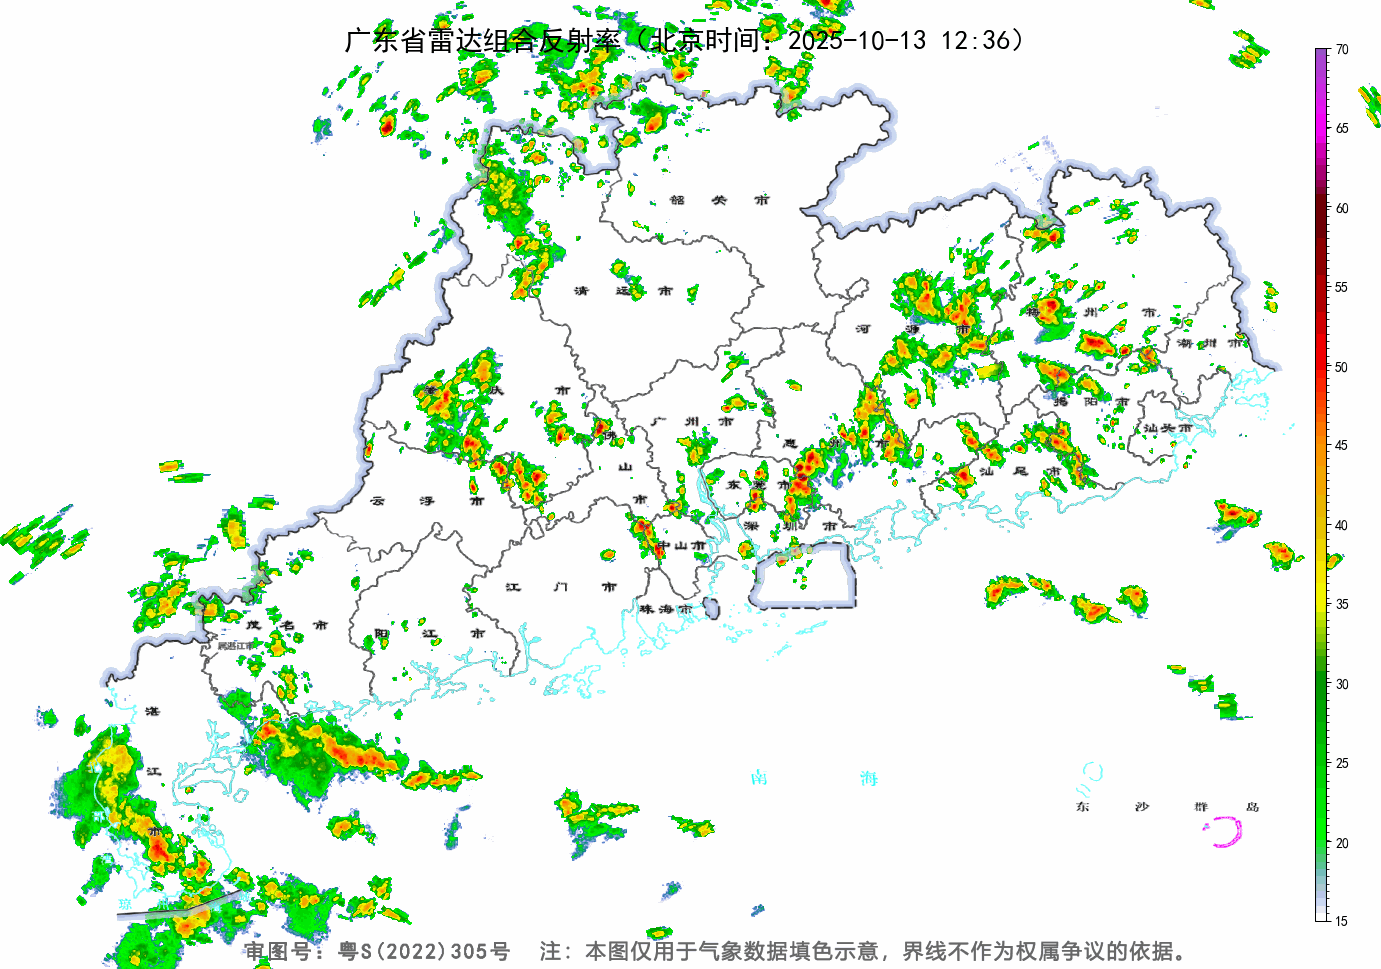 广东省雷达组合反射率（北京时间：2025-10-13 12:36）
70
65
60
55
50
45
40
35
30
25
20
15
韶 关 市
清 远 市
河 源 市
梅 州 市
潮 州 市
肇 庆 市
广 州 市
揭 阳 市
汕头市
惠 州 市
佛 山 市
东 莞 市
汕 尾 市
云 浮 市
深 圳 市
中山市
江 门 市
珠海市
茂 名 市
阳 江 市
属湛江市
湛 江 市
南 海
东 沙 群 岛
琼
审图号：粤S(2022)305号 注：本图仅用于气象数据填色示意，界线不作为权属争议的依据。